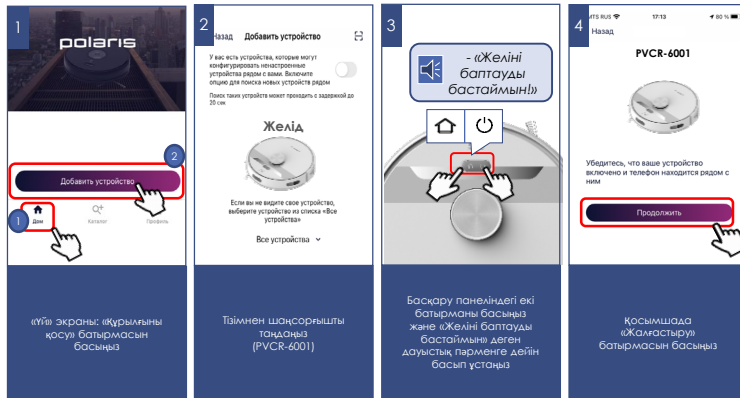 1
polaris
2
Добавить устройство
1
Дом
Каталог
Профиль
«Үй» экраны: «Құрылғыны
қосу» батырмасын
басыңыз
2
Назад Добавить устройство
У вас есть устройства, которые могут
конфигурировать ненастроенные
устройства рядом с вами. Включите
опцию для поиска новых устройств рядом
Поиск таких устройств может проходить с задержкой до
20 сек
Желід
Если вы не видите свое устройство,
выберите устройство из списка «Все
устройства»
Все устройства
Тізімнен шаңсорғышты
таңдаңыз
(PVCR-6001)
3
- «Желіні
баптауды
бастаймын!»
Басқару панеліндегі екі
батырманы басыңыз
және «Желіні баптауды
бастаймын» деген
дауыстық пәрменге дейін
басып ұстаңыз
4
MTS RUS 17:13 80 %
Назад
PVCR-6001
Убедитесь, что ваше устройство
включено и телефон находится рядом с
ним
Продолжить
Қосымшада
«Жалғастыру»
батырмасын басыңыз